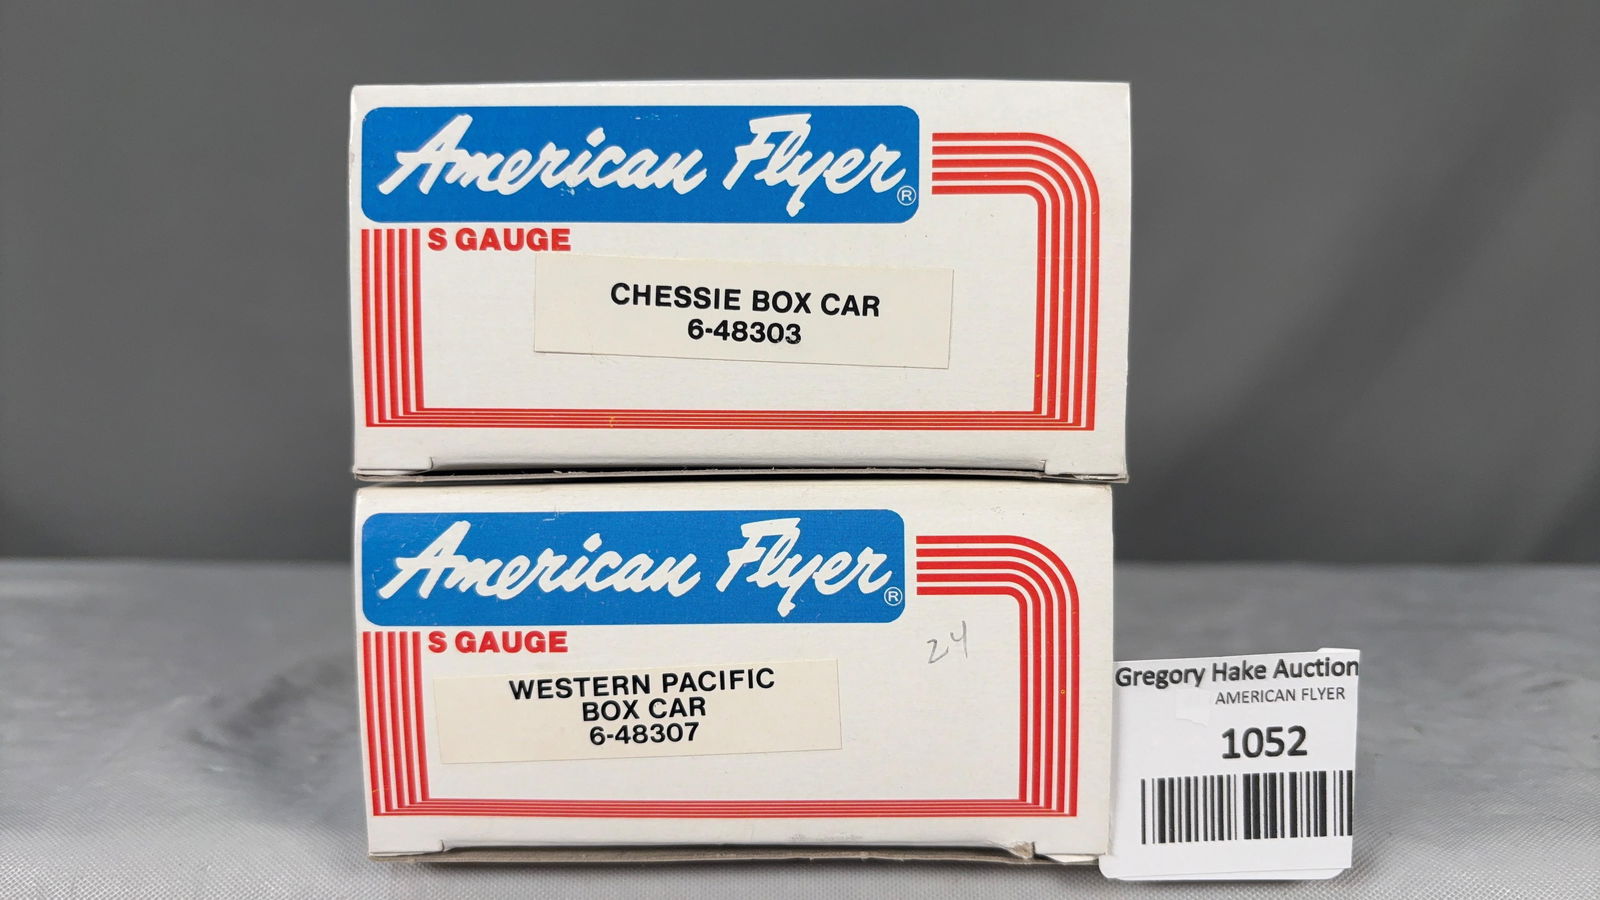 American Flyer®
S GAUGE
CHESSIE BOX CAR
6-48303
American Flyer®
S GAUGE
24
WESTERN PACIFIC
BOX CAR
6-48307
Gregory Hake Auction
AMERICAN FLYER
1052